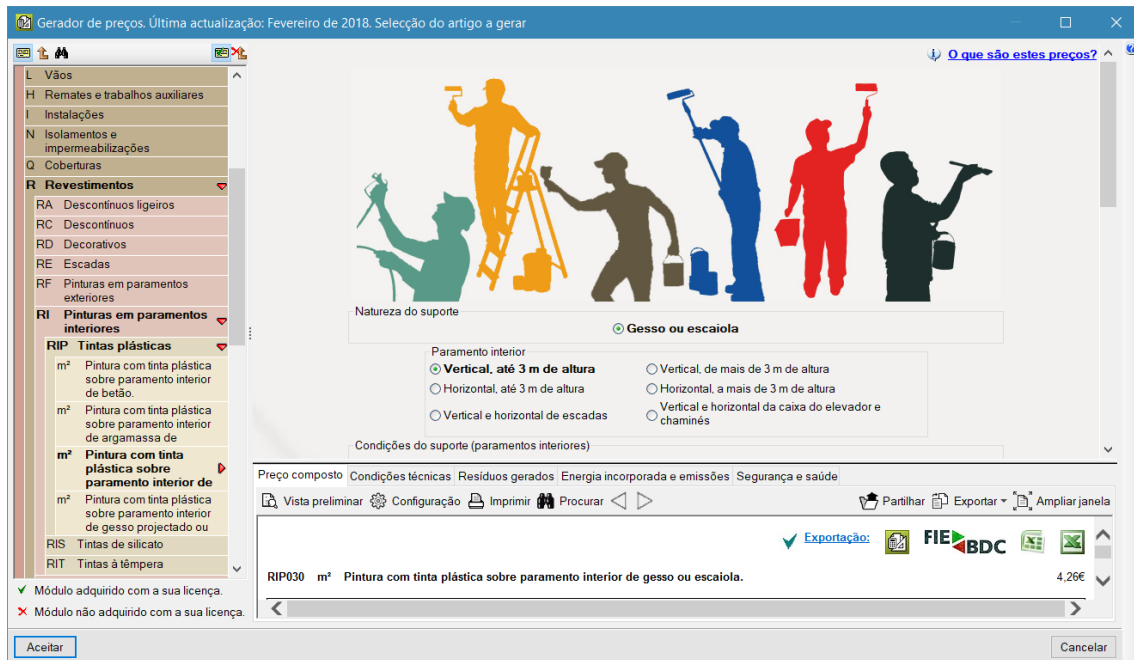 Gerador de preços. Última actualização: Fevereiro de 2018. Selecção do artigo a gerar
L Vãos
H Remates e trabalhos auxiliares
I Instalações
N Isolamentos e
impermeabilizações
Q Coberturas
R Revestimentos
RA Descontínuos ligeiros
RC Descontínuos
RD Decorativos
RE Escadas
RF Pinturas em paramentos
exteriores
RI Pinturas em paramentos
interiores
RIP Tintas plásticas
m² Pintura com tinta plástica
sobre paramento interior
de betão.
m² Pintura com tinta plástica
sobre paramento interior
de argamassa de
m² Pintura com tinta
plástica sobre
paramento interior de
m² Pintura com tinta plástica
sobre paramento interior
de gesso projectado ou
RIS Tintas de silicato
RIT Tintas à têmpera
Módulo adquirido com a sua licença.
Módulo não adquirido com a sua licença.
O que são estes preços?
Natureza do suporte
Gesso ou escaiola
Paramento interior
Vertical, até 3 m de altura
Vertical, de mais de 3 m de altura
Horizontal, até 3 m de altura
Horizontal, a mais de 3 m de altura
Vertical e horizontal de escadas
Vertical e horizontal da caixa do elevador e
chaminés
Condições do suporte (paramentos interiores)
Preço composto Condições técnicas Resíduos gerados Energia incorporada e emissões Segurança e saúde
Vista preliminar Configuração Imprimir Procurar Partilhar Exportar Ampliar janela
Exportação: FIEBDC
RIP030 m² Pintura com tinta plástica sobre paramento interior de gesso ou escaiola. 4,26€
Aceitar Cancelar